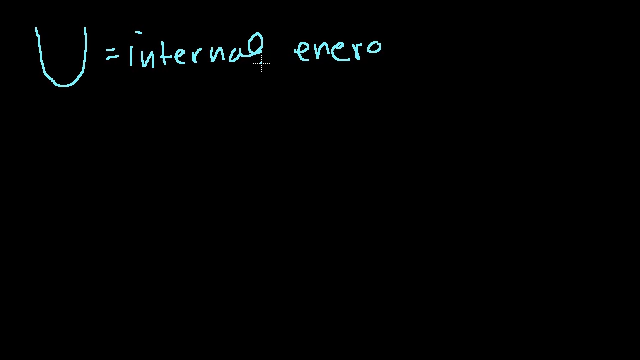 U = internal enero